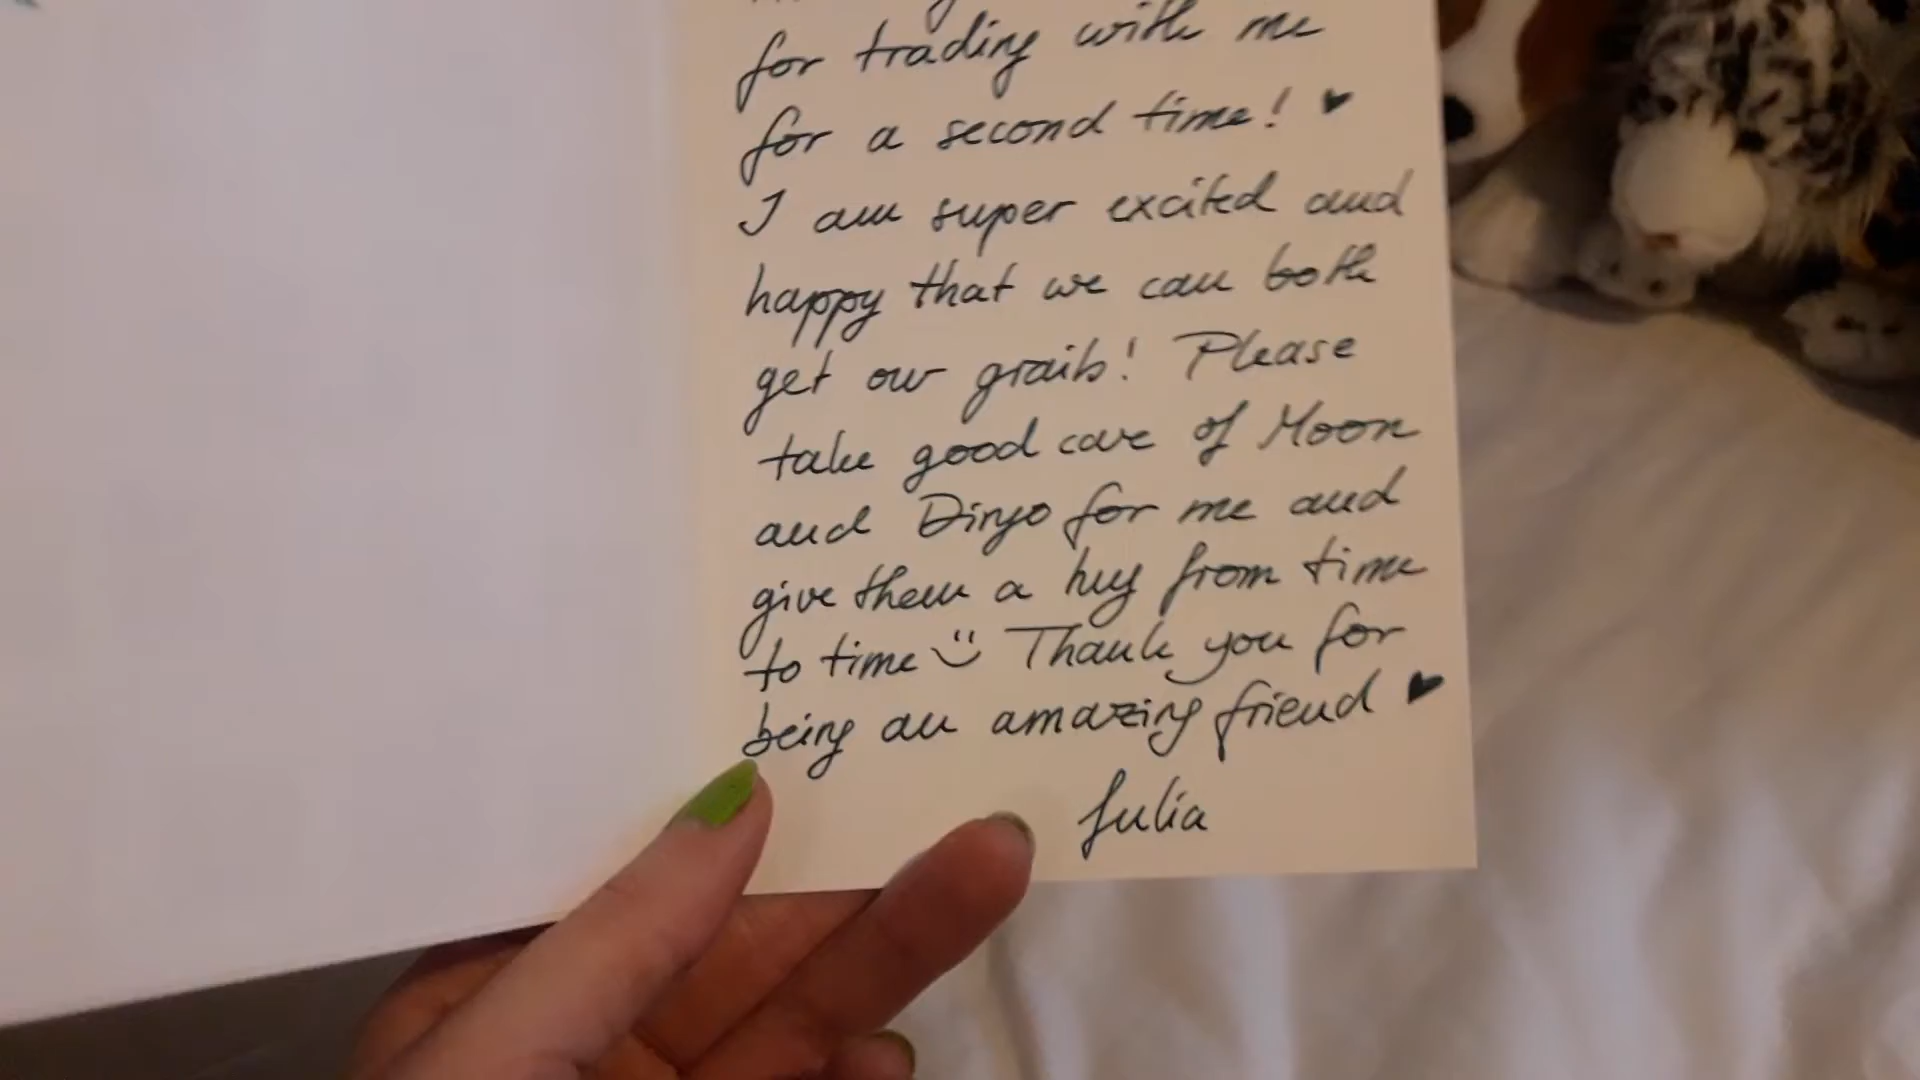 for trading with me
for a second time! ♥
I am super excited and
happy that we can both
get our grails! Please
take good care of Moon
and Dingo for me and
give them a hug from time
to time :) Thank you for
being an amazing friend ♥
Julia